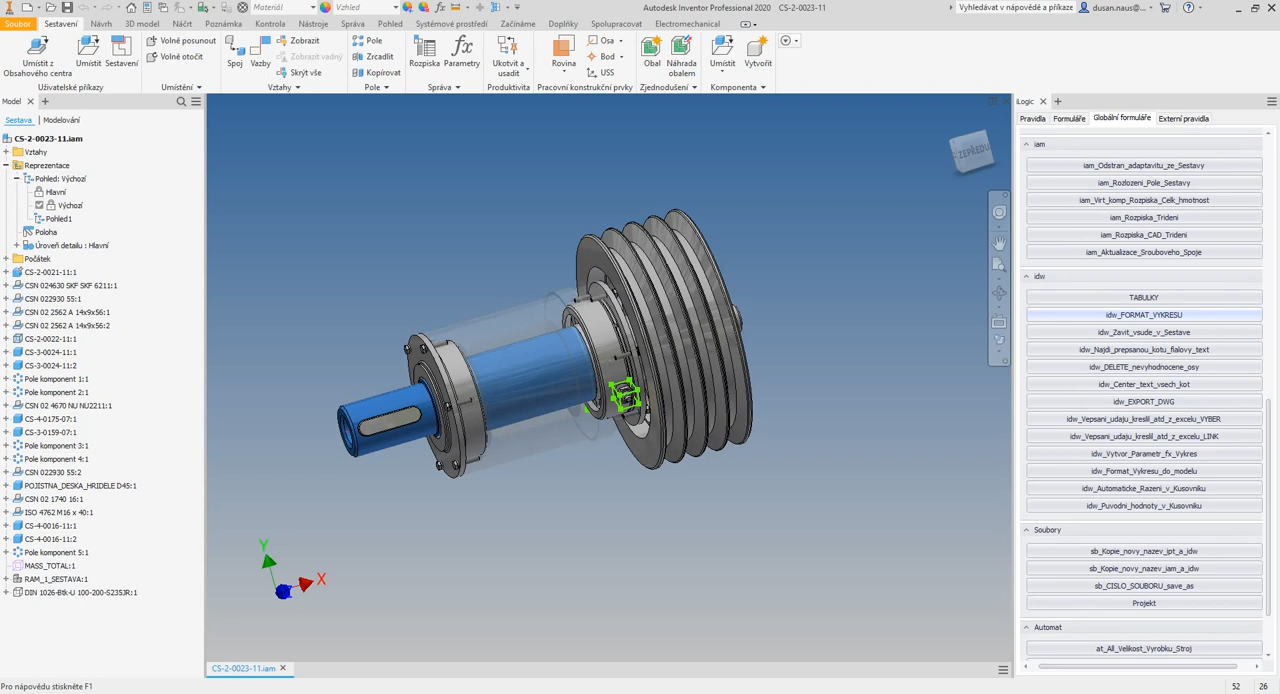 Materiál
Vzhled
Autodesk Inventor Professional 2020 CS-2-0023-11
Vyhledávat v nápovědě a příkaze
dusan.naus@...
Soubor Sestavení Návrh 3D model Náčrt Poznámka Kontrola Nástroje Správa Pohled Systémové prostředí Začínáme Doplňky Spolupracovat Electromechanical
Umístit z
Obsahového centra
Umístit
Sestavení
Volné posunout
Volné otočit
Spoj
Vazby
Zobrazit
Zobrazit vadný
Skrýt vše
Pole
Zrcadlit
Kopírovat
Rozpiska
Parametry
Ukotvit a
usadit
Rovina
Osa
Bod
USS
Obal
Náhrada
obalem
Umístit
Vytvořit
Uživatelské příkazy Umístění Vztahy Pole Správa Produktivita Pracovní konstrukční prvky Zjednodušení Komponenta
Model
Sestava Modelování
CS-2-0023-11.iam
Vztahy
Reprezentace
Pohled: Výchozí
Hlavní
Výchozí
Pohled1
Poloha
Úroveň detailu : Hlavní
Počátek
CS-2-0021-11:1
CSN 024630 SKF SKF 6211:1
CSN 022930 55:1
CSN 02 2562 A 14x9x56:1
CSN 02 2562 A 14x9x56:2
CS-2-0022-11:1
CS-3-0024-11:1
CS-3-0024-11:2
Pole komponent 1:1
Pole komponent 2:1
CSN 02 4670 NU NU2211:1
CS-4-0175-07:1
CS-3-0159-07:1
Pole komponent 3:1
Pole komponent 4:1
CSN 022930 55:2
POJISTNA_DESKA_HRIDELE D45:1
CSN 02 1740 16:1
ISO 4762 M16 x 40:1
CS-4-0016-11:1
CS-4-0016-11:2
Pole komponent 5:1
MASS_TOTAL:1
RAM_1_SESTAVA:1
DIN 1026-Btk-U 100-200-S235JR:1
ZEPŘEDU
Y
X
CS-2-0023-11.iam
iLogic
Pravidla Formuláře Globální formuláře Externí pravidla
iam
iam_Odstran_adaptavitu_ze_Sestavy
iam_Rozlozeni_Pole_Sestavy
iam_Virt_komp_Rozpiska_Celk_hmotnost
iam_Rozpiska_Trideni
iam_Rozpiska_CAD_Trideni
iam_Aktualizace_Srouboveho_Spoje
idw
TABULKY
idw_FORMAT_VYKRESU
idw_Zavit_vsude_v_Sestave
idw_Najdi_prepsanou_kotu_fialovy_text
idw_DELETE_nevyhodnocene_osy
idw_Center_text_vsech_kot
idw_EXPORT_DWG
idw_Vepsani_udaju_kreslil_atd_z_excelu_VYBER
idw_Vepsani_udaju_kreslil_atd_z_excelu_LINK
idw_Vytvor_Parametr_fx_Vykres
idw_Format_Vykresu_do_modelu
idw_Automaticke_Razeni_v_Kusovniku
idw_Puvodni_hodnoty_v_Kusovniku
Soubory
sb_Kopie_novy_nazev_ipt_a_idw
sb_Kopie_novy_nazev_iam_a_idw
sb_CISLO_SOUBORU_save_as
Projekt
Automat
at_All_Velikost_Vyrobku_Stroj
Pro nápovědu stiskněte F1
52 26